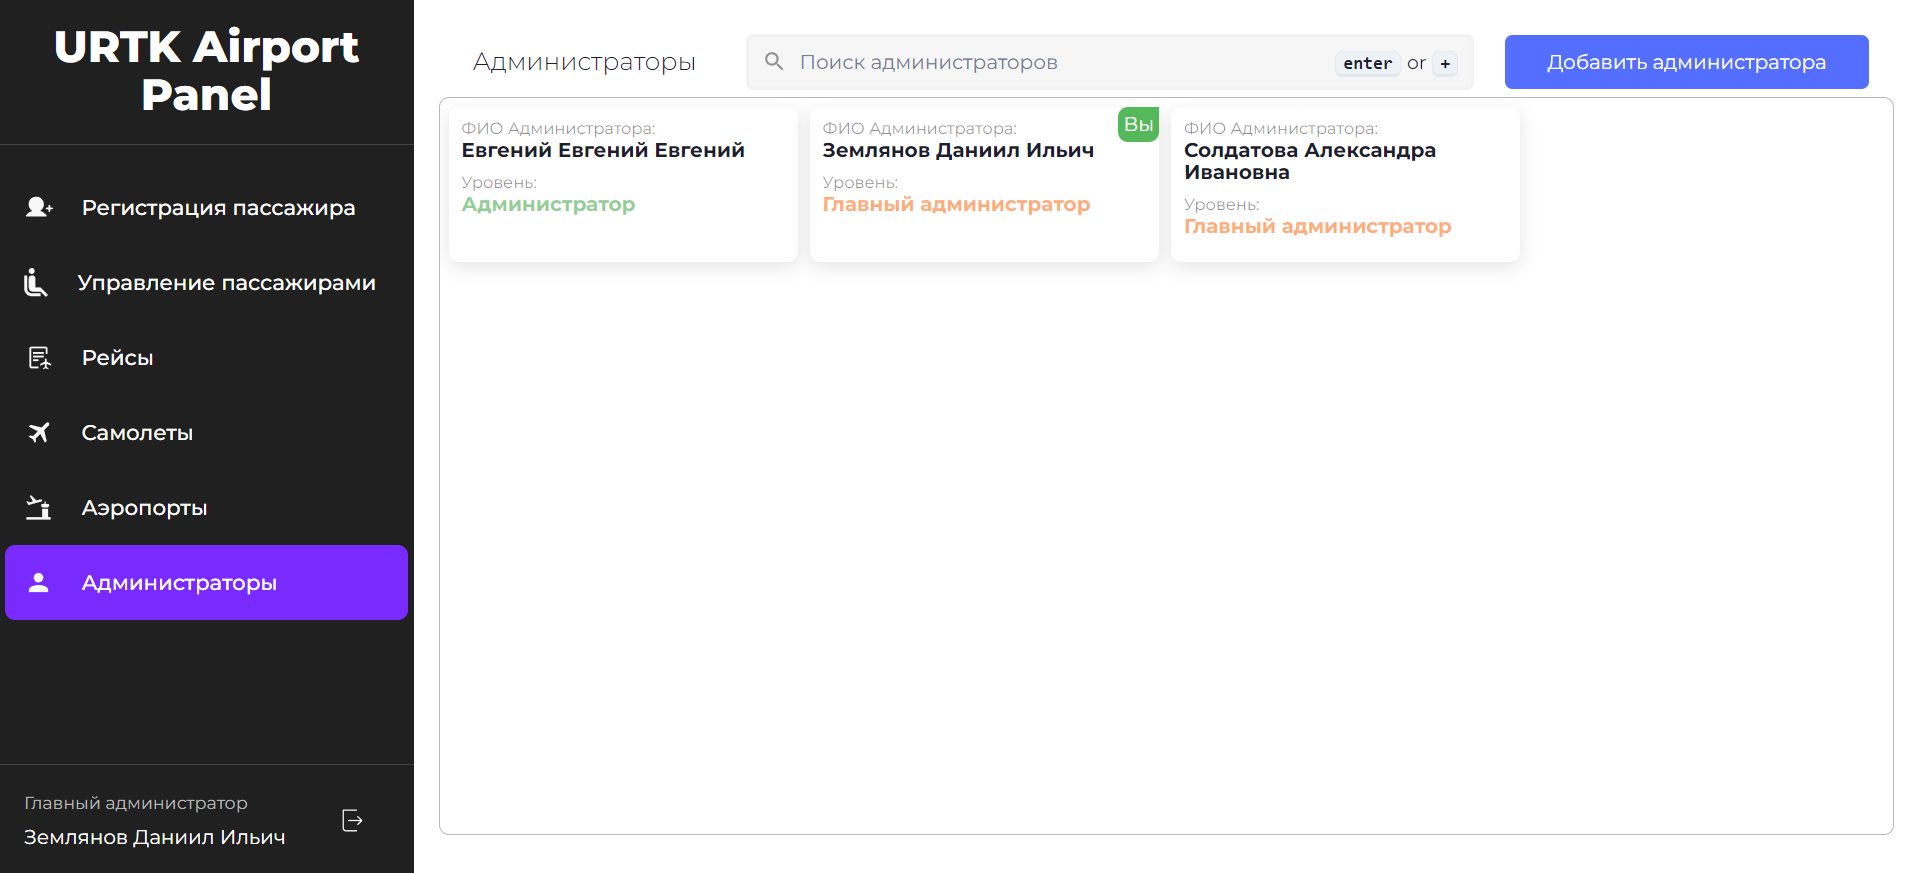 URTK Airport
Panel
Регистрация пассажира
Управление пассажирами
Рейсы
Самолеты
Аэропорты
Администраторы
Главный администратор
Землянов Даниил Ильич
Администраторы
Поиск администраторов
enter or +
Добавить администратора
ФИО Администратора:
Евгений Евгений Евгений
Уровень:
Администратор
Вы
ФИО Администратора:
Землянов Даниил Ильич
Уровень:
Главный администратор
ФИО Администратора:
Солдатова Александра
Ивановна
Уровень:
Главный администратор